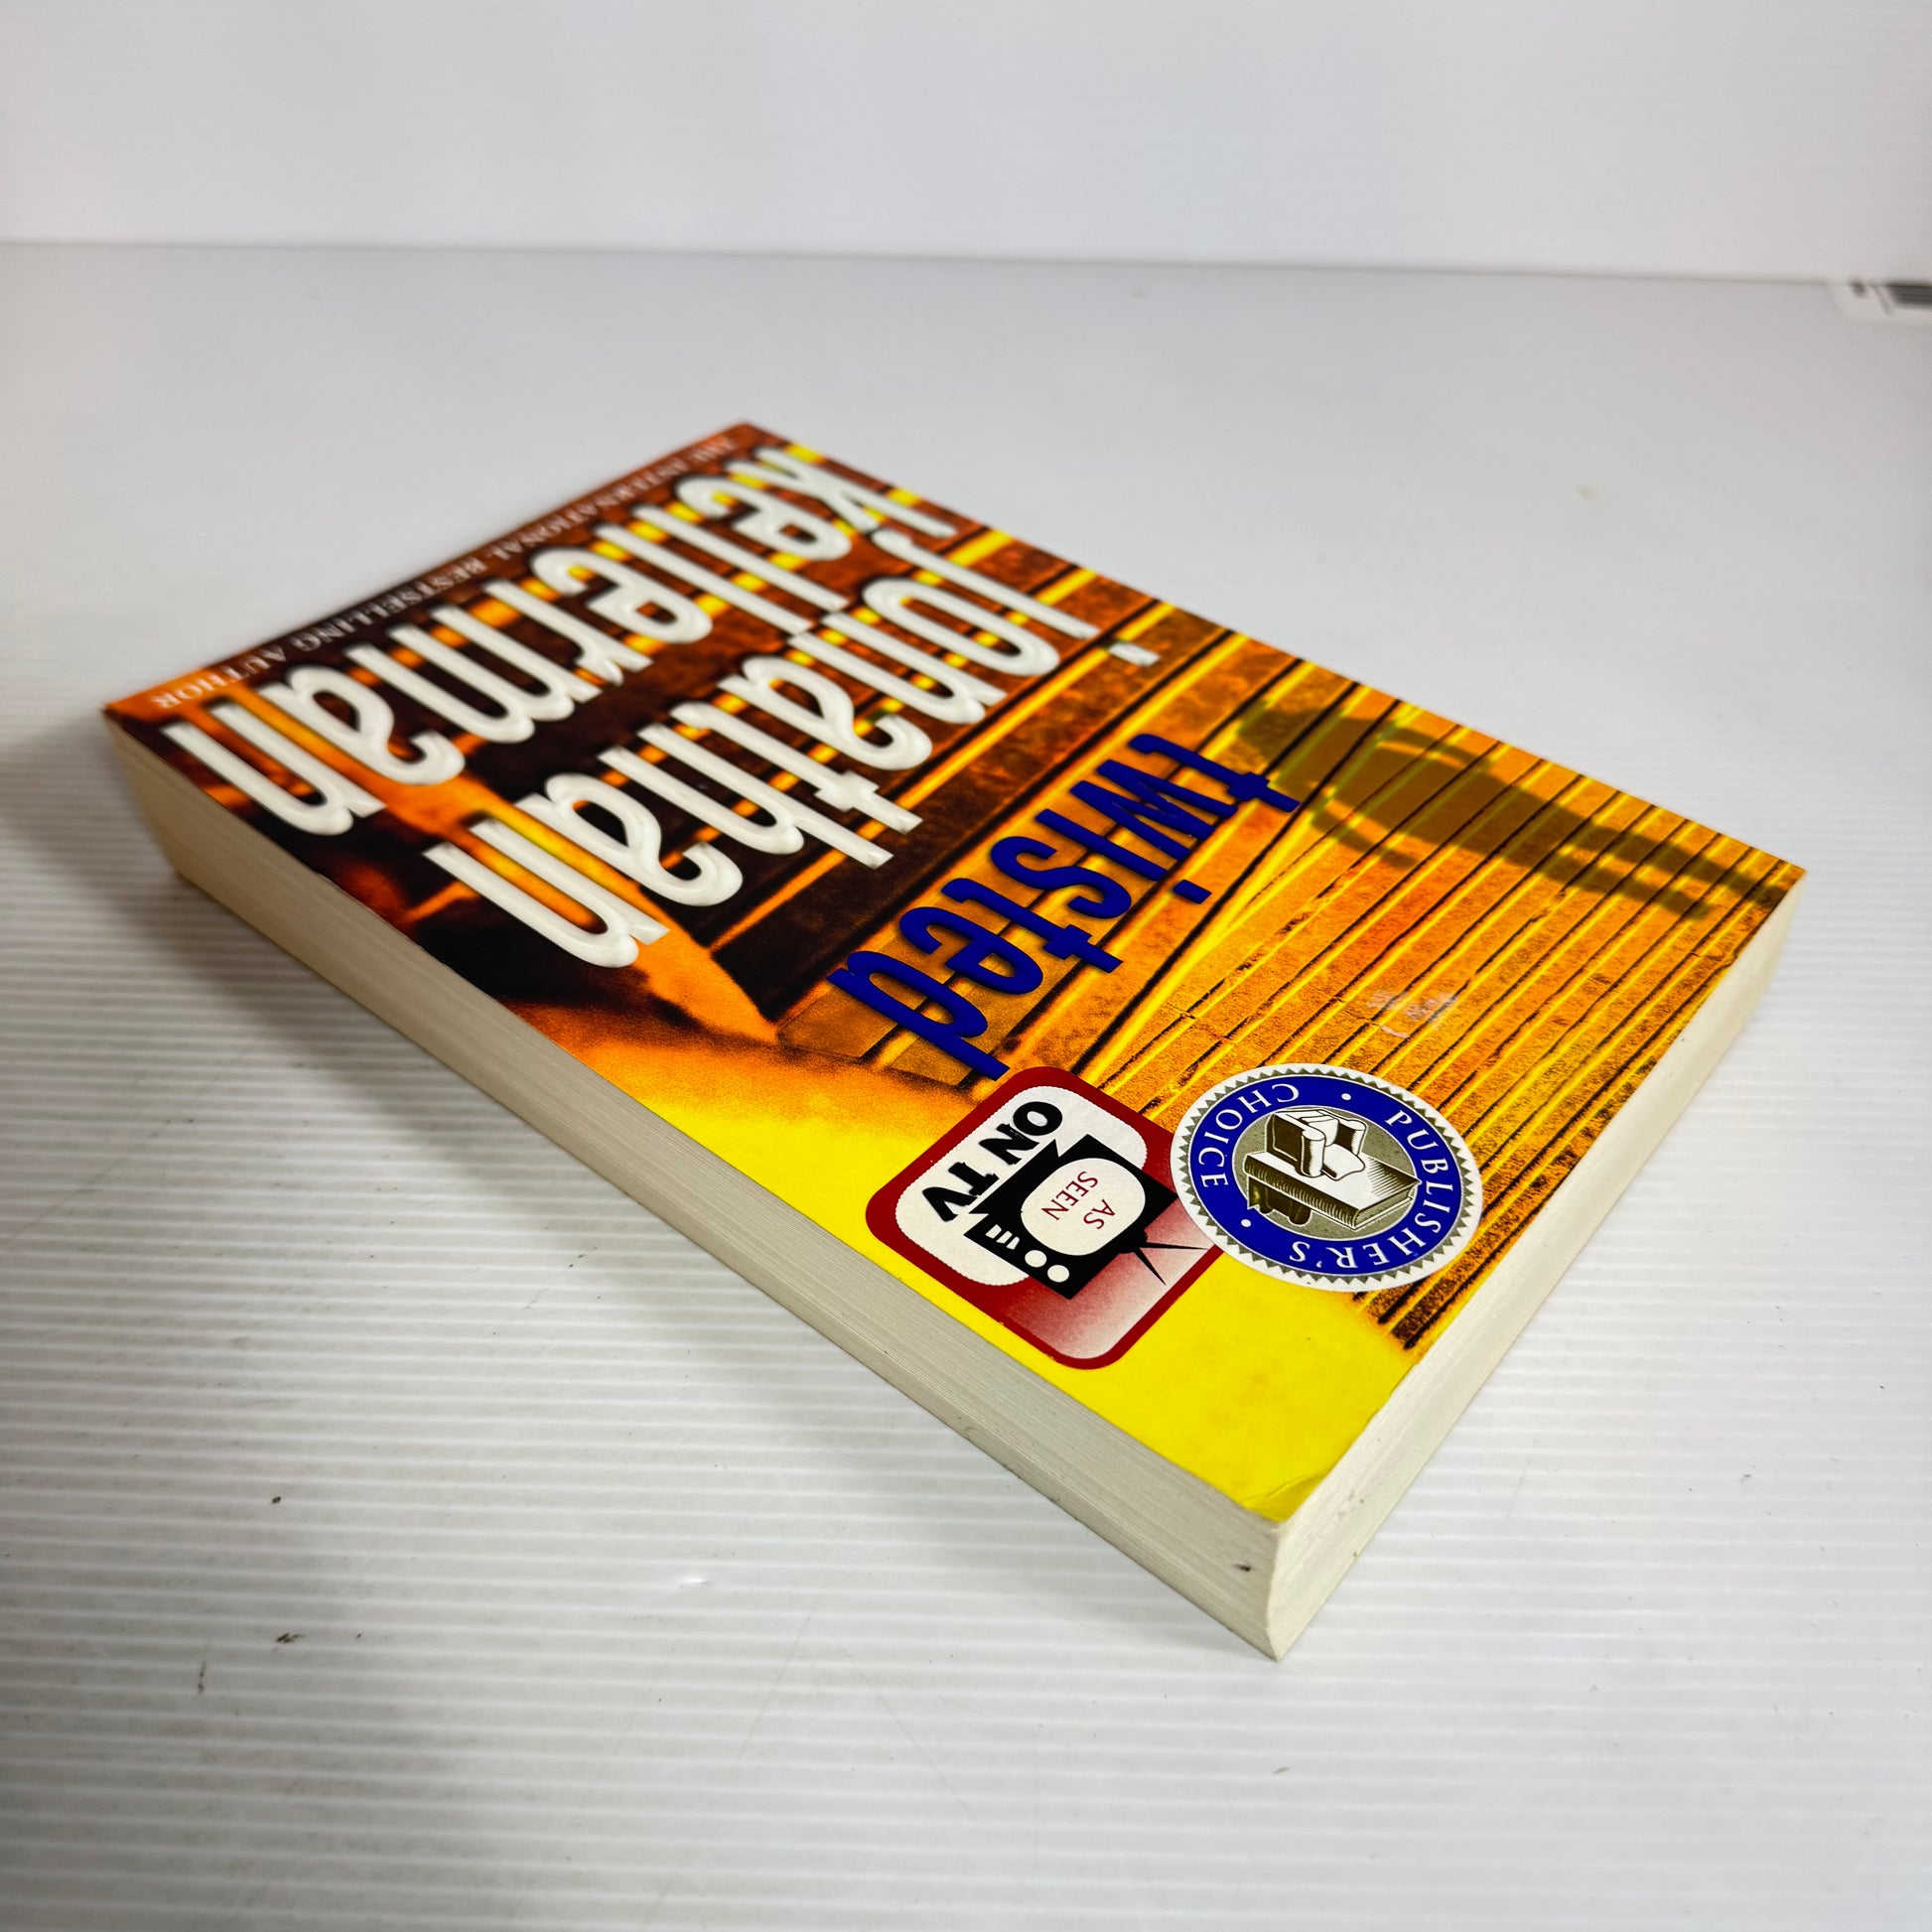 THE INTERNATIONAL BESTSELLING AUTHOR
kellerman
jonathan
twisted
AS
SEEN
ON TV
PUBLISHER'S
CHOICE